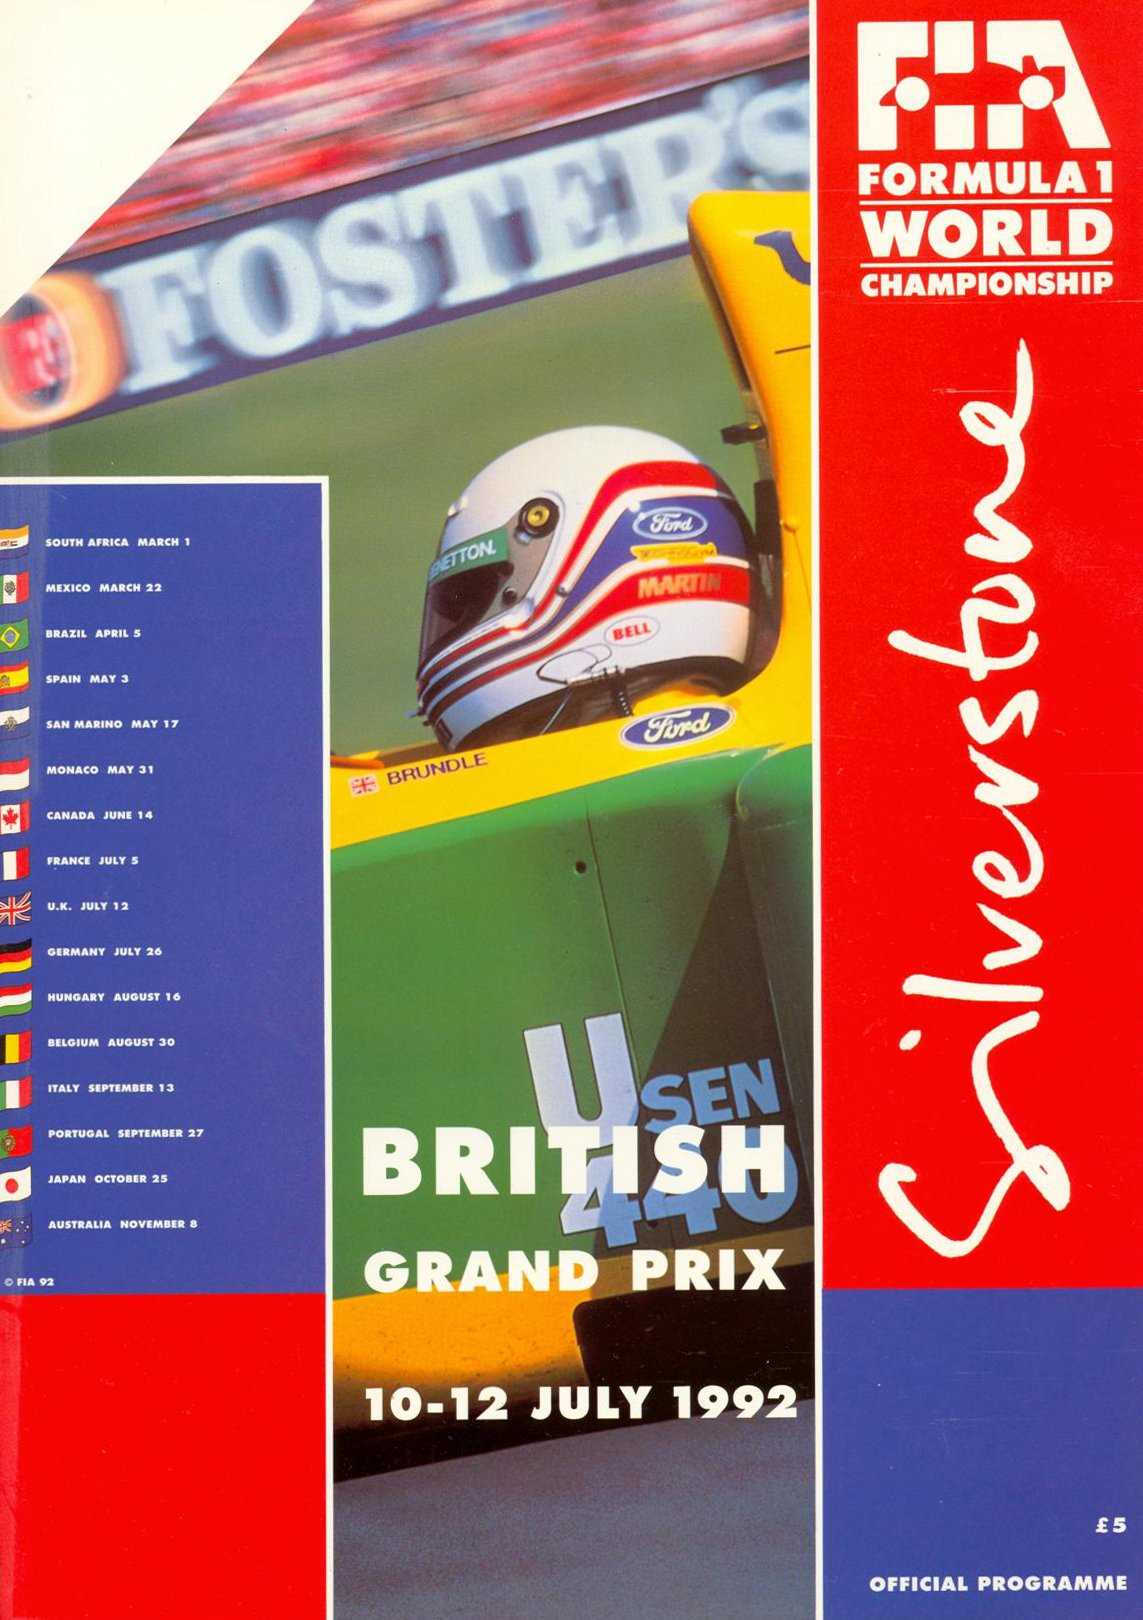 FIA
FORMULA 1
WORLD
CHAMPIONSHIP
Silverstone
FOSTER'S
BENETTON.
Ford
MARTIN
BELL
Ford
BRUNDLE
SOUTH AFRICA MARCH 1
MEXICO MARCH 22
BRAZIL APRIL 5
SPAIN MAY 3
SAN MARINO MAY 17
MONACO MAY 31
CANADA JUNE 14
FRANCE JULY 5
U.K. JULY 12
GERMANY JULY 26
HUNGARY AUGUST 16
BELGIUM AUGUST 30
ITALY SEPTEMBER 13
PORTUGAL SEPTEMBER 27
JAPAN OCTOBER 25
AUSTRALIA NOVEMBER 8
© FIA 92
USEN
440
BRITISH
GRAND PRIX
10-12 JULY 1992
£5
OFFICIAL PROGRAMME